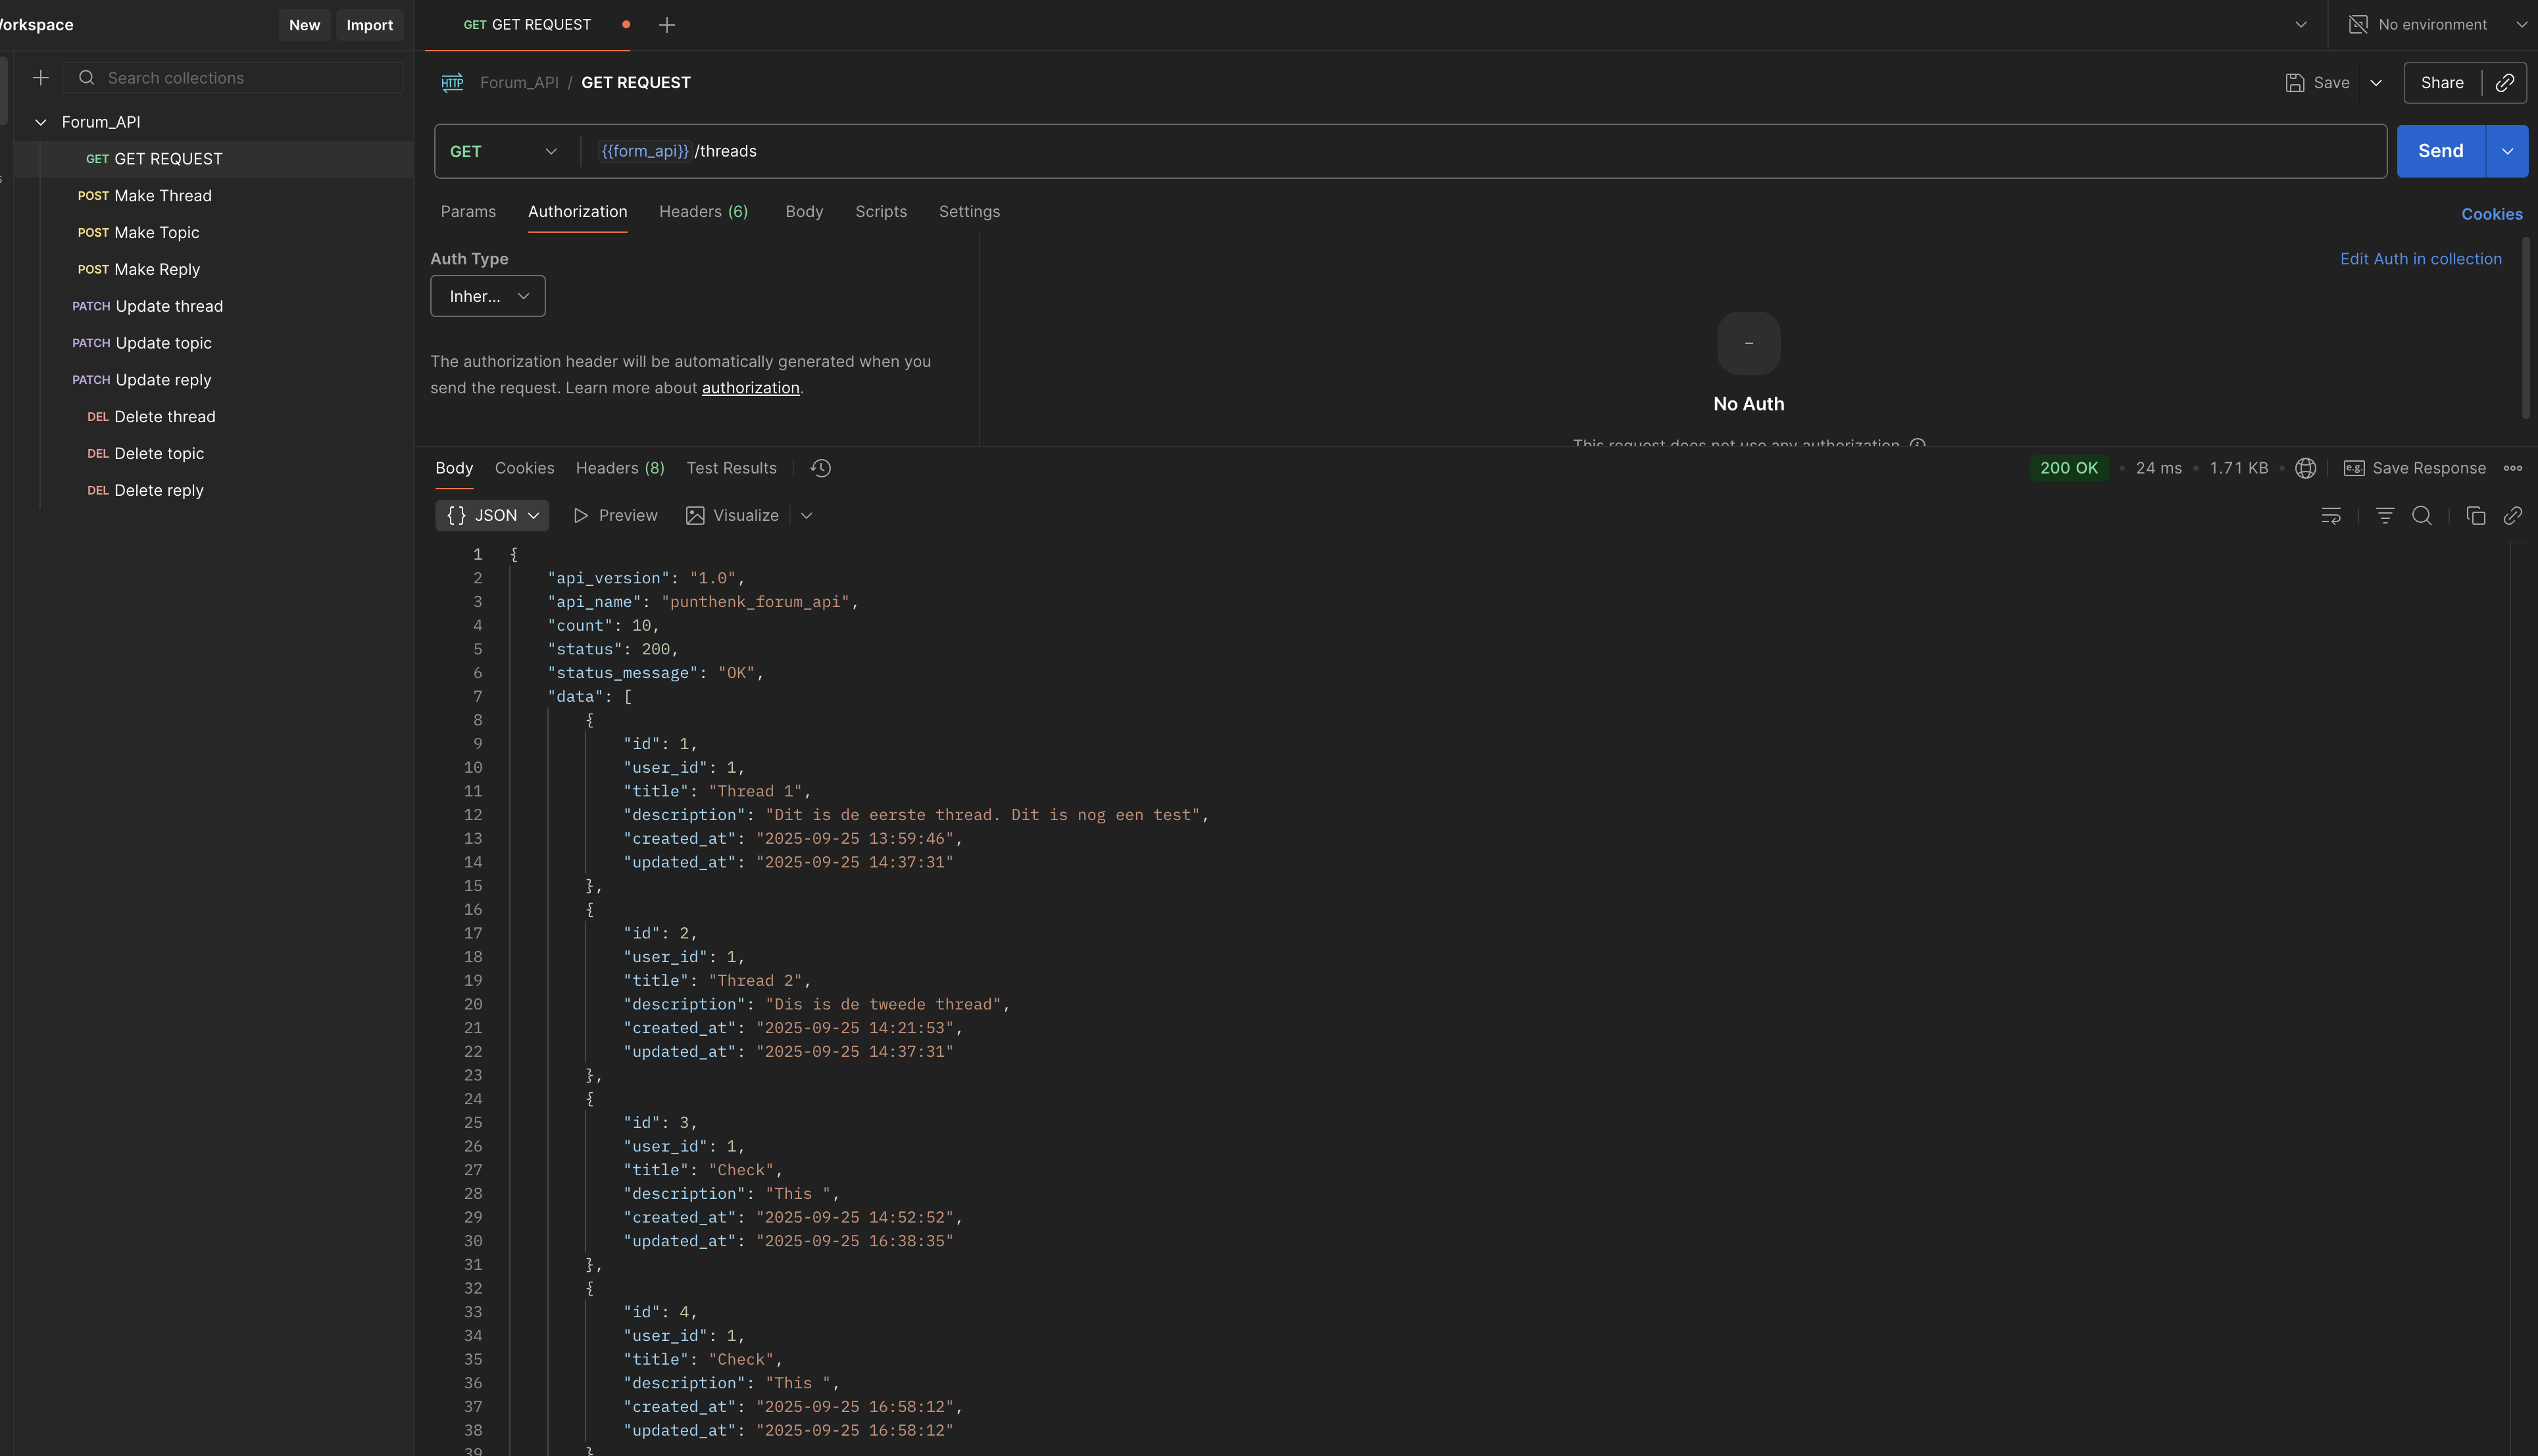 orkspace
New Import
Search collections
Forum_API
GET GET REQUEST
POST Make Thread
POST Make Topic
POST Make Reply
PATCH Update thread
PATCH Update topic
PATCH Update reply
DEL Delete thread
DEL Delete topic
DEL Delete reply
GET GET REQUEST
No environment
HTTP Forum_API / GET REQUEST
Save Share
GET {{form_api}} /threads
Send
Params Authorization Headers (6) Body Scripts Settings
Cookies
Auth Type
Inher...
The authorization header will be automatically generated when you
send the request. Learn more about authorization.
Edit Auth in collection
No Auth
This request does not use any authorization.
Body Cookies Headers (8) Test Results
200 OK • 24 ms • 1.71 KB • e.g. Save Response
{} JSON Preview Visualize
1 {
2 "api_version": "1.0",
3 "api_name": "punthenk_forum_api",
4 "count": 10,
5 "status": 200,
6 "status_message": "OK",
7 "data": [
8 {
9 "id": 1,
10 "user_id": 1,
11 "title": "Thread 1",
12 "description": "Dit is de eerste thread. Dit is nog een test",
13 "created_at": "2025-09-25 13:59:46",
14 "updated_at": "2025-09-25 14:37:31"
15 },
16 {
17 "id": 2,
18 "user_id": 1,
19 "title": "Thread 2",
20 "description": "Dis is de tweede thread",
21 "created_at": "2025-09-25 14:21:53",
22 "updated_at": "2025-09-25 14:37:31"
23 },
24 {
25 "id": 3,
26 "user_id": 1,
27 "title": "Check",
28 "description": "This ",
29 "created_at": "2025-09-25 14:52:52",
30 "updated_at": "2025-09-25 16:38:35"
31 },
32 {
33 "id": 4,
34 "user_id": 1,
35 "title": "Check",
36 "description": "This ",
37 "created_at": "2025-09-25 16:58:12",
38 "updated_at": "2025-09-25 16:58:12"
39 }